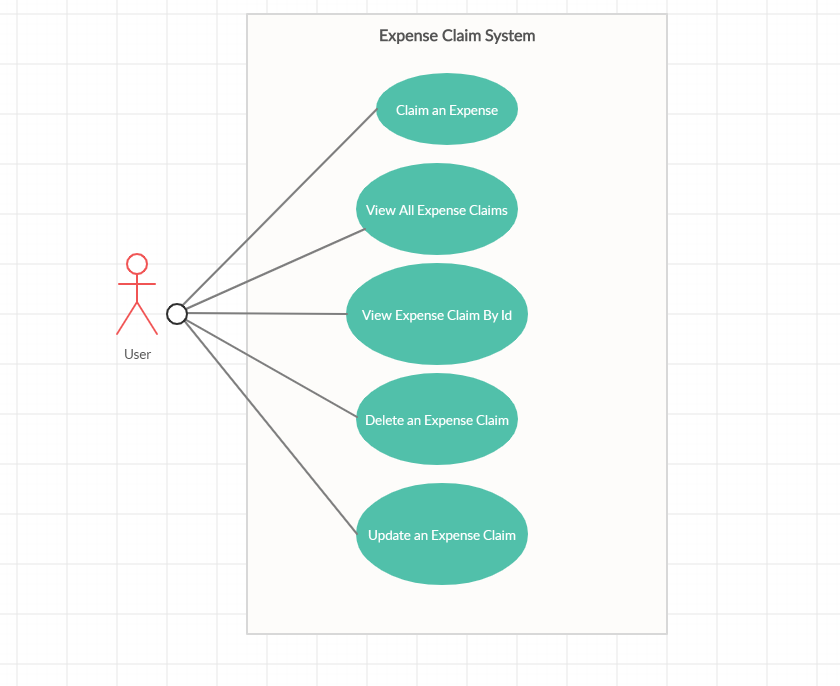 Expense Claim System
Claim an Expense
View All Expense Claims
View Expense Claim By Id
User
Delete an Expense Claim
Update an Expense Claim